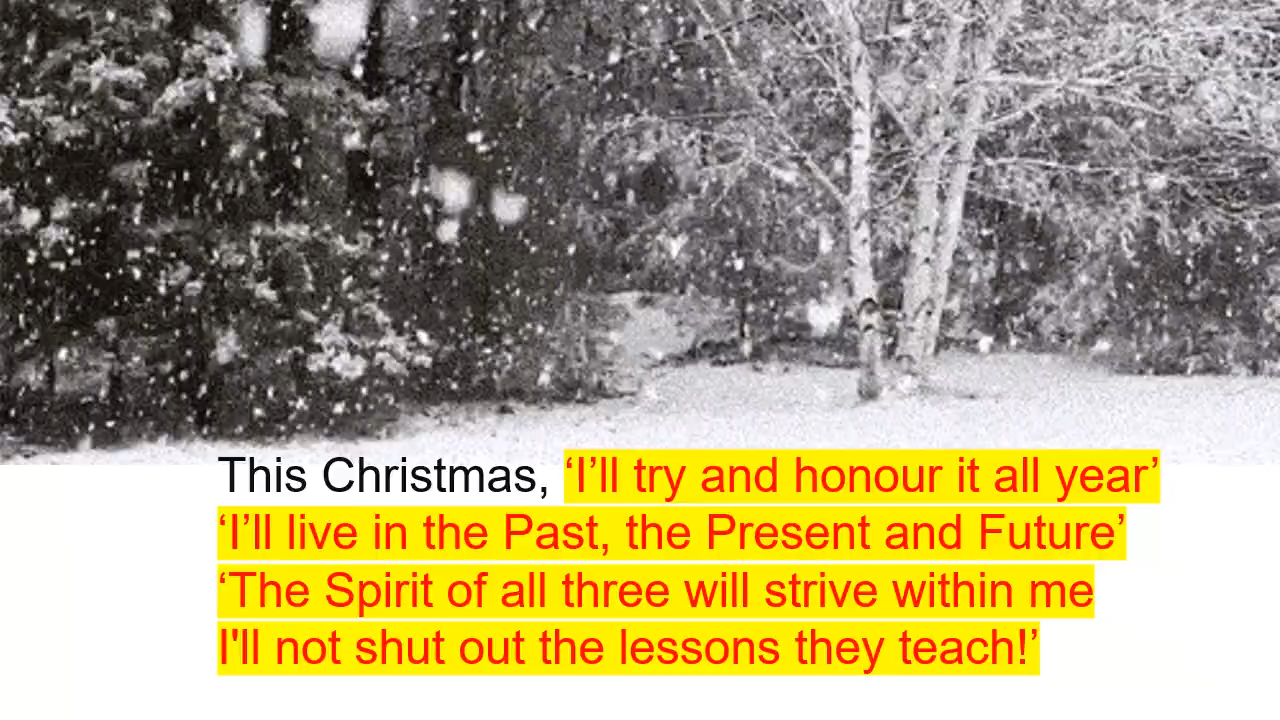 This Christmas, ‘I’ll try and honour it all year’
‘I’ll live in the Past, the Present and Future’
‘The Spirit of all three will strive within me
I'll not shut out the lessons they teach!’